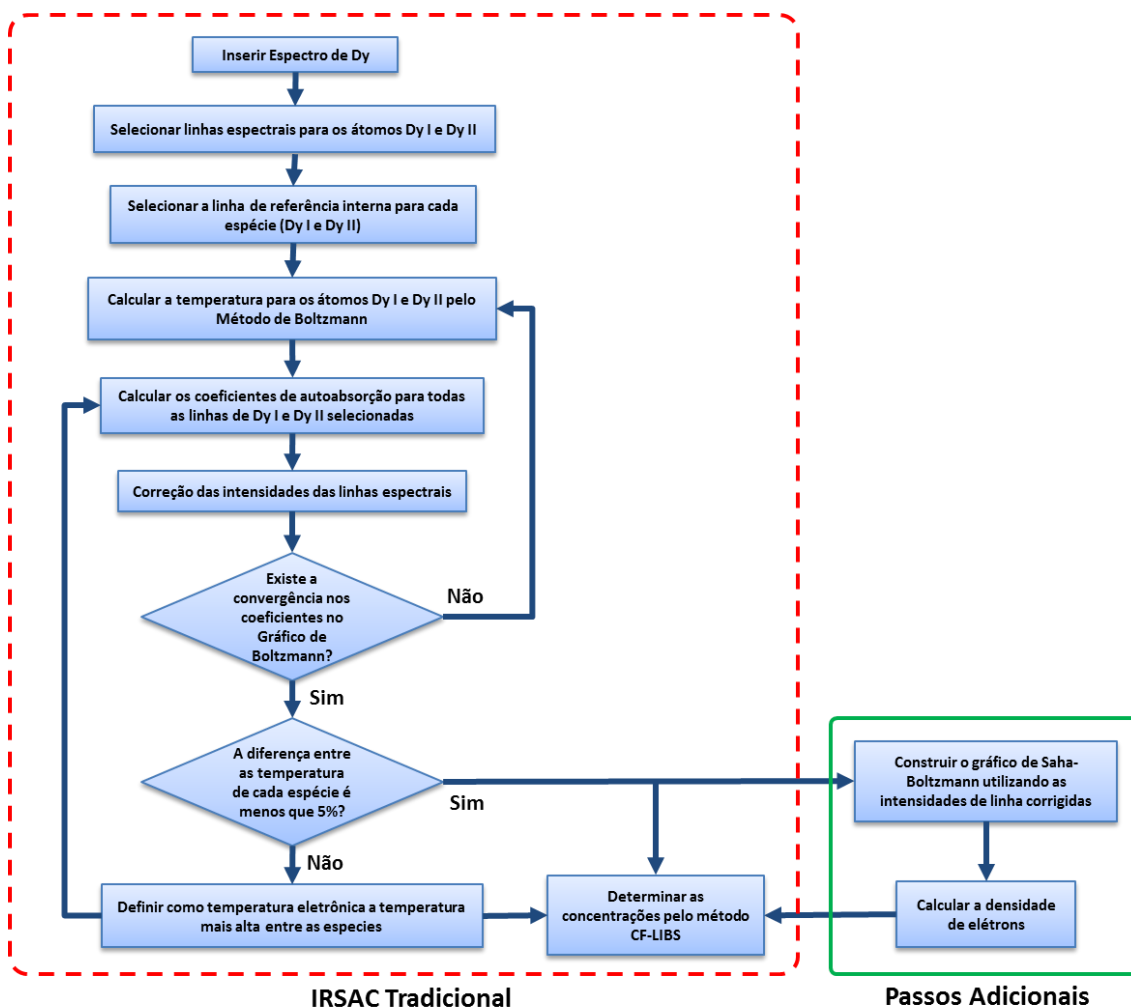 Inserir Espectro de Dy
Selecionar linhas espectrais para os átomos Dy I e Dy II
Selecionar a linha de referência interna para cada
espécie (Dy I e Dy II)
Calcular a temperatura para os átomos Dy I e Dy II pelo
Método de Boltzmann
Calcular os coeficientes de autoabsorção para todas
as linhas de Dy I e Dy II selecionadas
Correção das intensidades das linhas espectrais
Existe a
convergência nos
coeficientes no
Gráfico de
Boltzmann?
Não
Sim
A diferença entre
as temperatura
de cada espécie é
menos que 5%?
Sim
Não
Definir como temperatura eletrônica a temperatura
mais alta entre as especies
Determinar as
concentrações pelo método
CF-LIBS
Construir o gráfico de Saha-
Boltzmann utilizando as
intensidades de linha corrigidas
Calcular a densidade
de elétrons
IRSAC Tradicional
Passos Adicionais